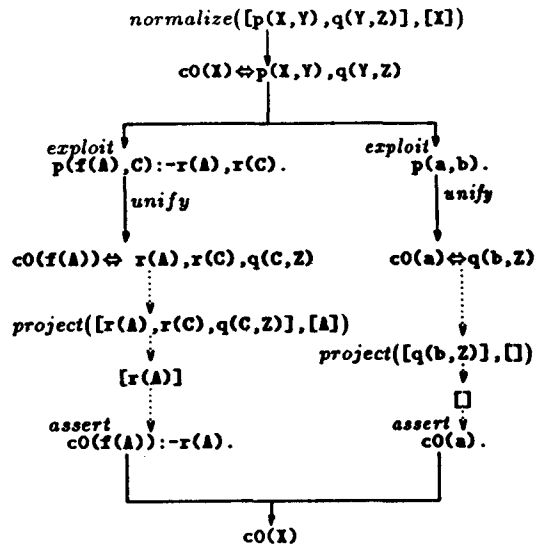 normalize([p(X,Y),q(Y,Z)],[X])
c0(X)⇔p(X,Y),q(Y,Z)
exploit
p(f(A),C):-r(A),r(C).
unify
c0(f(A))⇔ r(A),r(C),q(C,Z)
project([r(A),r(C),q(C,Z)],[A])
[r(A)]
assert
c0(f(A)):-r(A).
exploit
p(a,b).
unify
c0(a)⇔q(b,Z)
project([q(b,Z)],[])
[]
assert
c0(a).
c0(X)